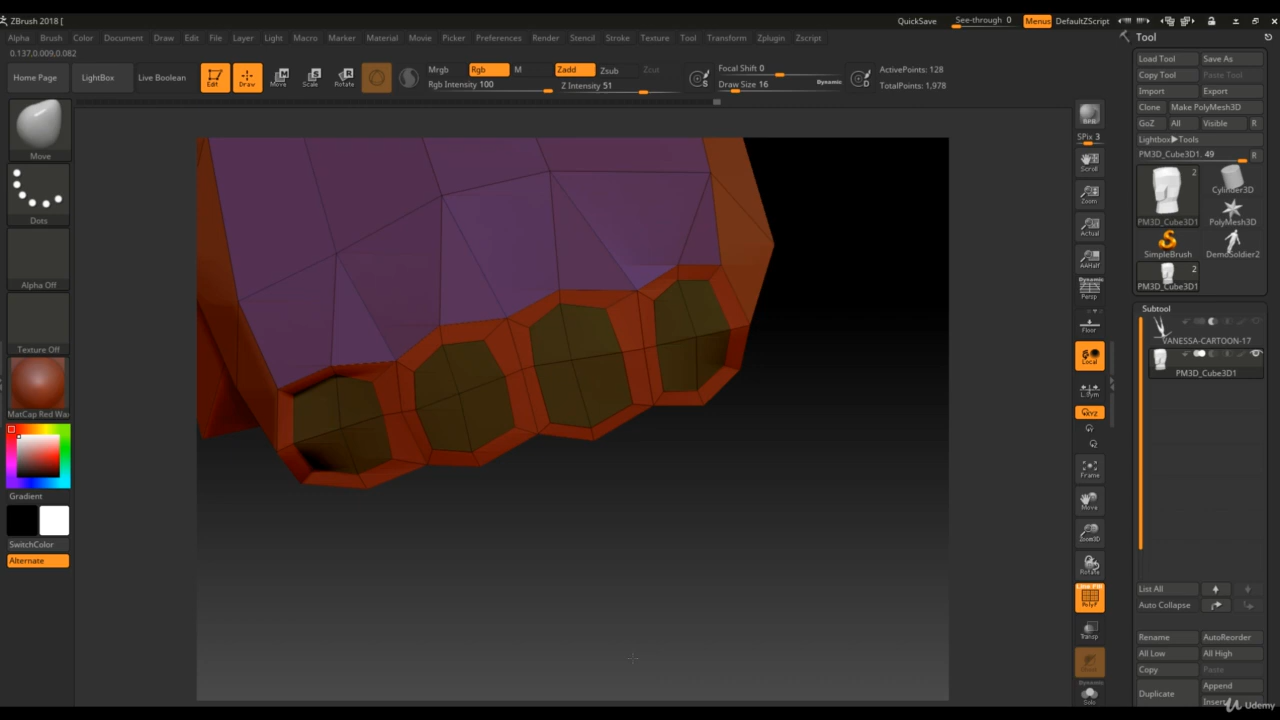 ZBrush 2018 [
QuickSave See-through 0 Menus DefaultZScript
Alpha Brush Color Document Draw Edit File Layer Light Macro Marker Material Movie Picker Preferences Render Stencil Stroke Texture Tool Transform Zplugin Zscript
0.137,0.009,0.082
Home Page LightBox Live Boolean Edit Draw Move Scale Rotate
Mrgb Rgb M Zadd Zsub Zcut
Rgb Intensity 100 Z Intensity 51
S Focal Shift 0
Draw Size 16 Dynamic D
ActivePoints: 128
TotalPoints: 1,978
Move
Dots
Alpha Off
Texture Off
MatCap Red Wa
Gradient
SwitchColor
Alternate
BPR
SPix 3
Scroll
Zoom
Actual
AAHalf
Dynamic
Persp
Floor
Local
L.Sym
XYZ
Frame
Move
Zoom3D
Rotate
Line Fill
PolyF
Transp
Ghost
Dynamic
Solo
Tool
Load Tool Save As
Copy Tool Paste Tool
Import Export
Clone Make PolyMesh3D
GoZ All Visible R
Lightbox▶Tools
PM3D_Cube3D1. 49 R
2
PM3D_Cube3D1 Cylinder3D
PolyMesh3D
SimpleBrush DemoSoldier2
2
PM3D_Cube3D1
Subtool
VANESSA-CARTOON-17
PM3D_Cube3D1
List All
Auto Collapse
Rename AutoReorder
All Low All High
Copy Paste
Duplicate Append
Insert
Udemy